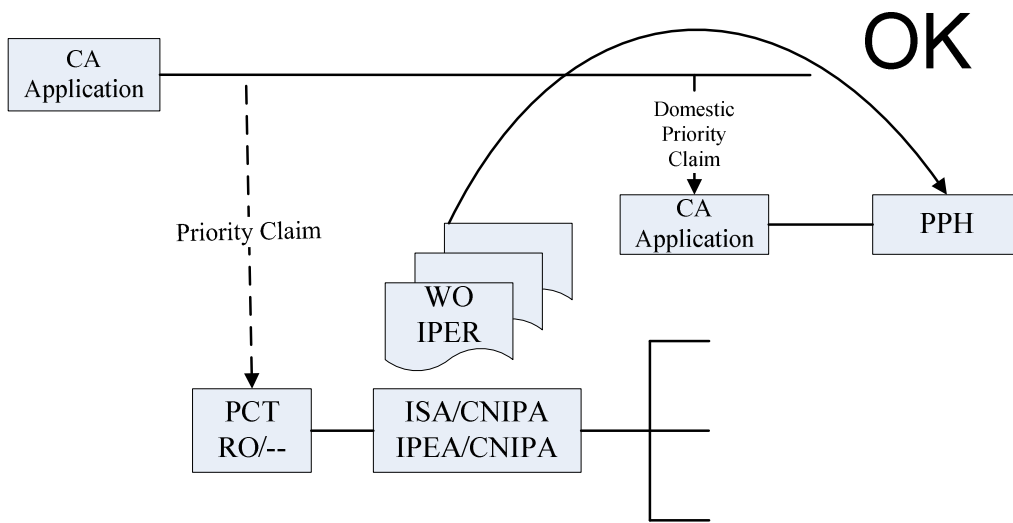 OK
CA
Application
Domestic
Priority
Claim
Priority Claim
CA
Application
PPH
WO
IPER
PCT
RO/--
ISA/CNIPA
IPEA/CNIPA